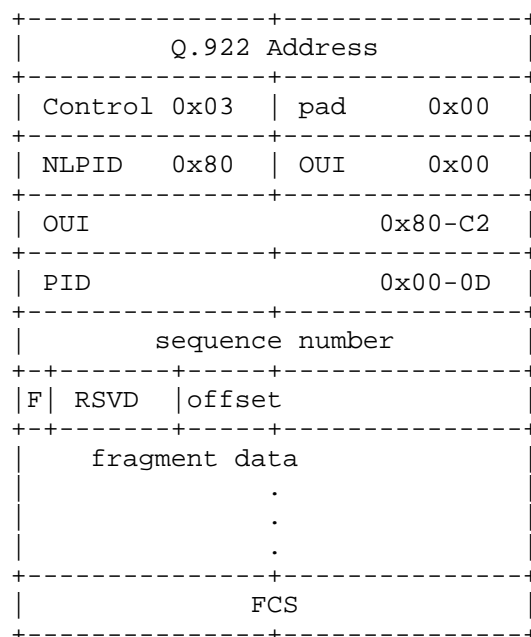 +---------------+---------------+
|         Q.922 Address         |
+---------------+---------------+
| Control 0x03  | pad     0x00  |
+---------------+---------------+
| NLPID   0x80  | OUI     0x00  |
+---------------+---------------+
| OUI                  0x80-C2  |
+---------------+---------------+
| PID                  0x00-0D  |
+---------------+---------------+
|        sequence number        |
+-+-------+-----+---------------+
|F| RSVD  |offset               |
+-+-------+-----+---------------+
|    fragment data              |
|               .               |
|               .               |
|               .               |
+---------------+---------------+
|              FCS              |
+---------------+---------------+